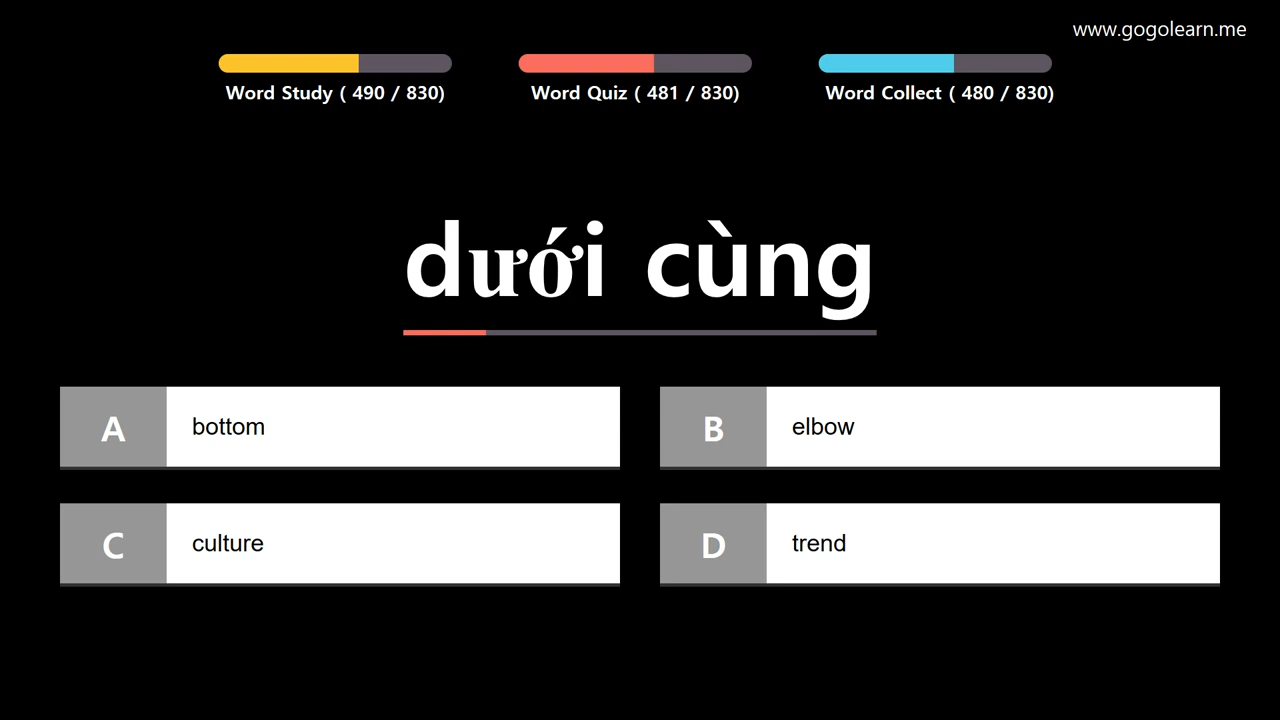 www.gogolearn.me
Word Study ( 490 / 830)
Word Quiz ( 481 / 830)
Word Collect ( 480 / 830)
dưới cùng
A bottom
B elbow
C culture
D trend